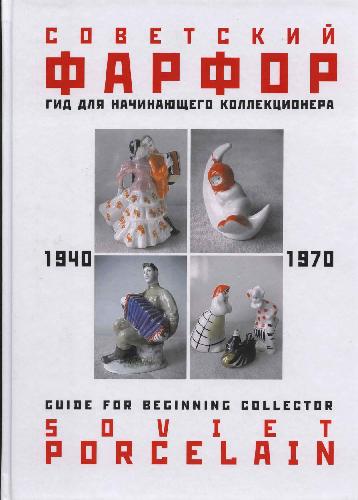 СОВЕТСКИЙ
ФАРФОР
ГИД ДЛЯ НАЧИНАЮЩЕГО КОЛЛЕКЦИОНЕРА
1940 1970
GUIDE FOR BEGINNING COLLECTOR
SOVIET
PORCELAIN